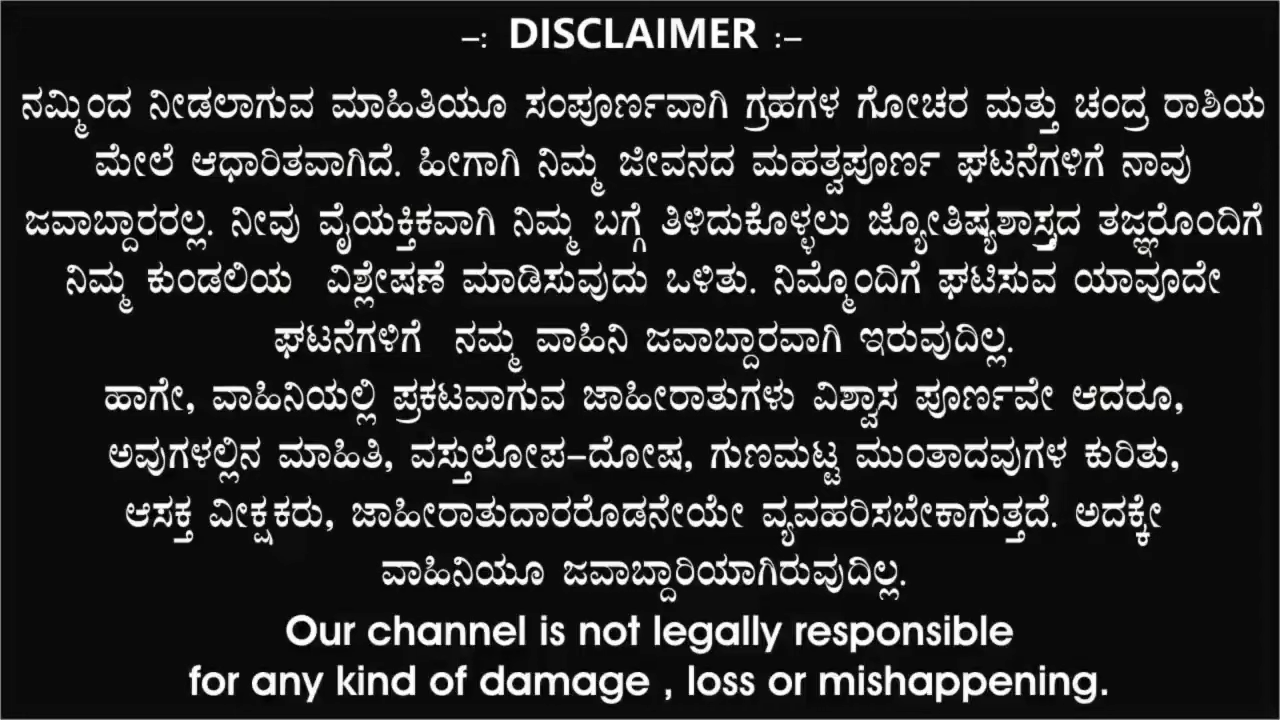 –: DISCLAIMER :–
ನಮ್ಮಿಂದ ನೀಡಲಾಗುವ ಮಾಹಿತಿಯೂ ಸಂಪೂರ್ಣವಾಗಿ ಗ್ರಹಗಳ ಗೋಚರ ಮತ್ತು ಚಂದ್ರ ರಾಶಿಯ
ಮೇಲೆ ಆಧಾರಿತವಾಗಿದೆ. ಹೀಗಾಗಿ ನಿಮ್ಮ ಜೀವನದ ಮಹತ್ವಪೂರ್ಣ ಘಟನೆಗಳಿಗೆ ನಾವು
ಜವಾಬ್ದಾರರಲ್ಲ. ನೀವು ವೈಯಕ್ತಿಕವಾಗಿ ನಿಮ್ಮ ಬಗ್ಗೆ ತಿಳಿದುಕೊಳ್ಳಲು ಜ್ಯೋತಿಷ್ಯಶಾಸ್ತ್ರದ ತಜ್ಞರೊಂದಿಗೆ
ನಿಮ್ಮ ಕುಂಡಲಿಯ ವಿಶ್ಲೇಷಣೆ ಮಾಡಿಸುವುದು ಒಳಿತು. ನಿಮ್ಮೊಂದಿಗೆ ಘಟಿಸುವ ಯಾವೂದೇ
ಘಟನೆಗಳಿಗೆ ನಮ್ಮ ವಾಹಿನಿ ಜವಾಬ್ದಾರವಾಗಿ ಇರುವುದಿಲ್ಲ.
ಹಾಗೇ, ವಾಹಿನಿಯಲ್ಲಿ ಪ್ರಕಟವಾಗುವ ಜಾಹೀರಾತುಗಳು ವಿಶ್ವಾಸ ಪೂರ್ಣವೇ ಆದರೂ,
ಅವುಗಳಲ್ಲಿನ ಮಾಹಿತಿ, ವಸ್ತುಲೋಪ–ದೋಷ, ಗುಣಮಟ್ಟ ಮುಂತಾದವುಗಳ ಕುರಿತು,
ಆಸಕ್ತ ವೀಕ್ಷಕರು, ಜಾಹೀರಾತುದಾರರೊಡನೇಯೇ ವ್ಯವಹರಿಸಬೇಕಾಗುತ್ತದೆ. ಅದಕ್ಕೇ
ವಾಹಿನಿಯೂ ಜವಾಬ್ದಾರಿಯಾಗಿರುವುದಿಲ್ಲ.
Our channel is not legally responsible
for any kind of damage , loss or mishappening.